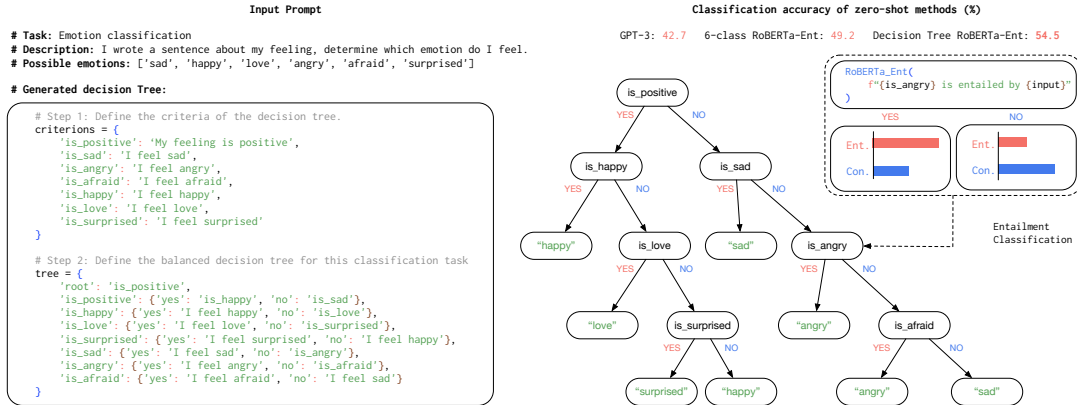 Input Prompt
# Task: Emotion classification
# Description: I wrote a sentence about my feeling, determine which emotion do I feel.
# Possible emotions: ['sad', 'happy', 'love', 'angry', 'afraid', 'surprised']
# Generated decision Tree:
# Step 1: Define the criteria of the decision tree.
criterions = {
'is_positive': 'My feeling is positive',
'is_sad': 'I feel sad',
'is_angry': 'I feel angry',
'is_afraid': 'I feel afraid',
'is_happy': 'I feel happy',
'is_love': 'I feel love',
'is_surprised': 'I feel surprised'
}
# Step 2: Define the balanced decision tree for this classification task
tree = {
'root': 'is_positive',
'is_positive': {'yes': 'is_happy', 'no': 'is_sad'},
'is_happy': {'yes': 'I feel happy', 'no': 'is_love'},
'is_love': {'yes': 'I feel love', 'no': 'is_surprised'},
'is_surprised': {'yes': 'I feel surprised', 'no': 'I feel happy'},
'is_sad': {'yes': 'I feel sad', 'no': 'is_angry'},
'is_angry': {'yes': 'I feel angry', 'no': 'is_afraid'},
'is_afraid': {'yes': 'I feel afraid', 'no': 'I feel sad'}
}
Classification accuracy of zero-shot methods (%)
GPT-3: 42.7 6-class RoBERTa-Ent: 49.2 Decision Tree RoBERTa-Ent: 54.5
is_positive
YES NO
is_happy is_sad
YES NO YES NO
"happy" is_love "sad" is_angry
YES NO YES NO
"love" is_surprised "angry" is_afraid
YES NO YES NO
"surprised" "happy" "angry" "sad"
RoBERTa_Ent(
f"{is_angry} is entailed by {input}"
)
YES NO
Ent. Ent.
Con. Con.
Entailment
Classification